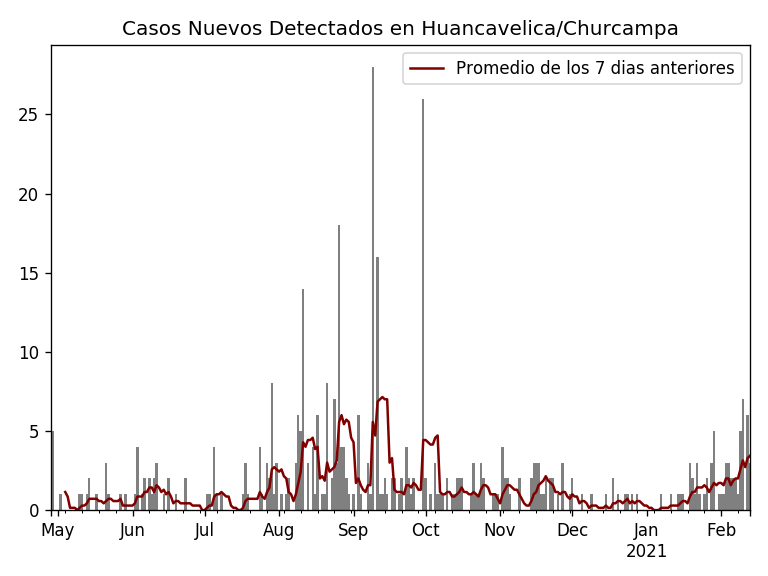 Casos Nuevos Detectados en Huancavelica/Churcampa
Promedio de los 7 dias anteriores
25
20
15
10
5
0
May Jun Jul Aug Sep Oct Nov Dec Jan Feb
2021